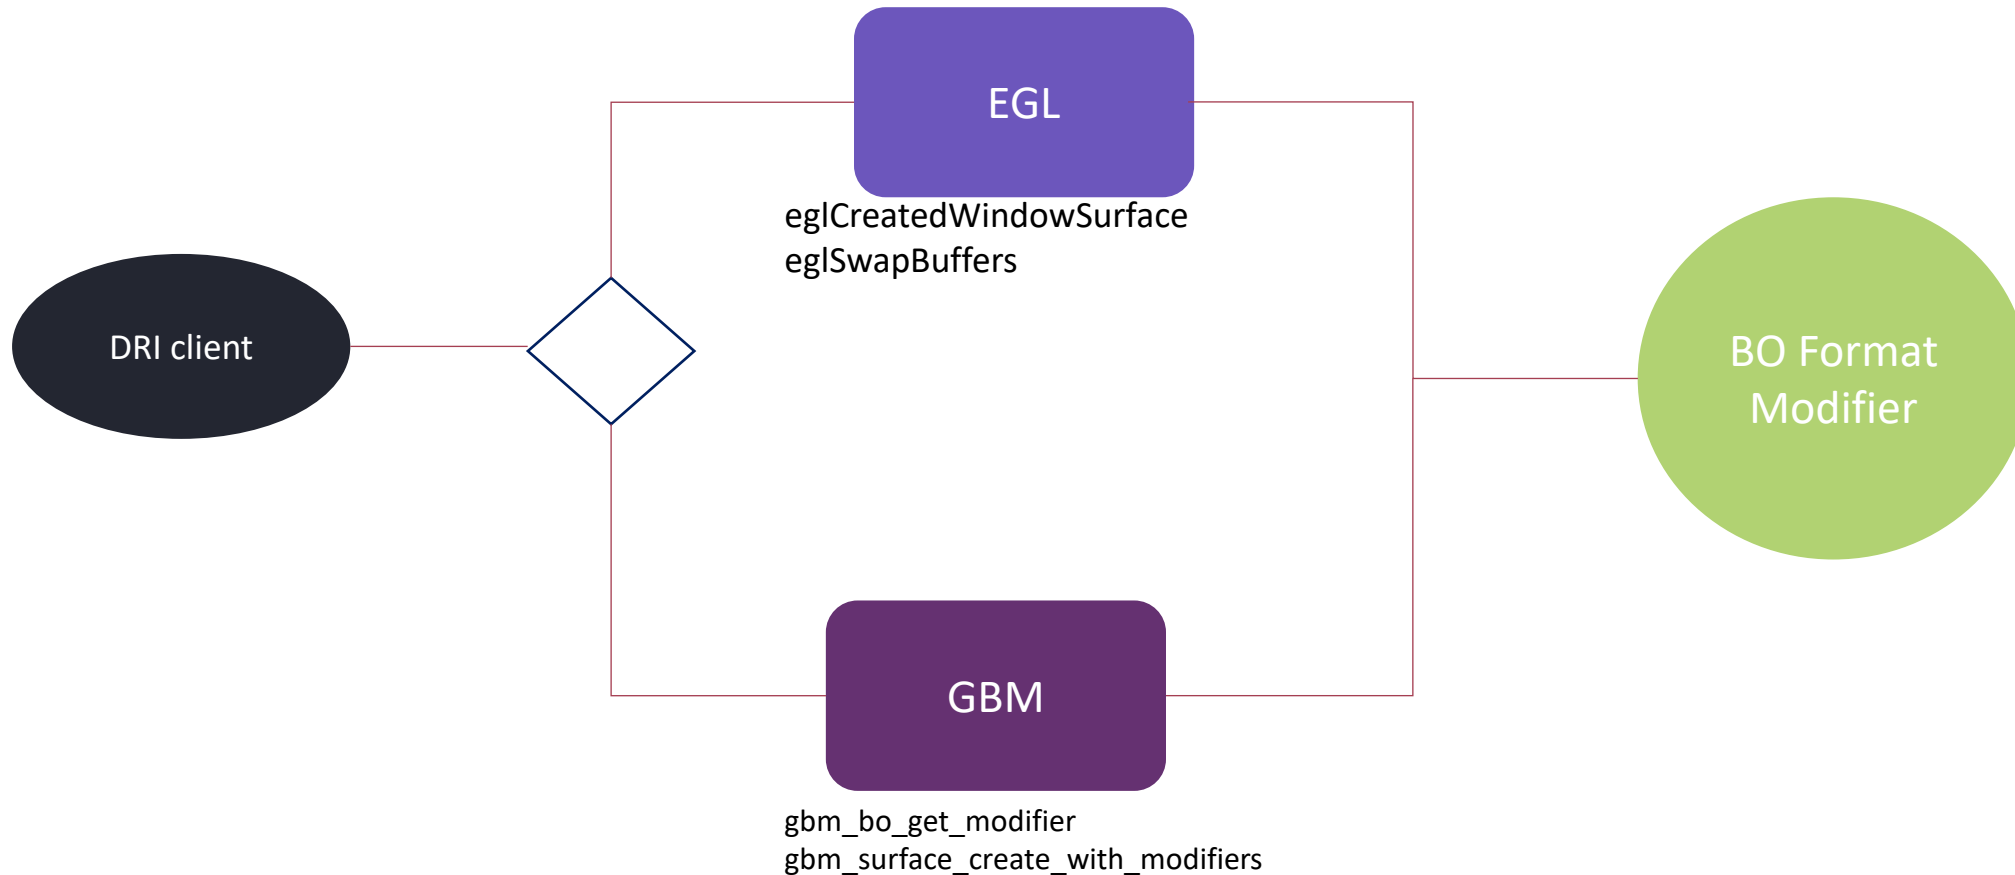 EGL
eglCreatedWindowSurface
eglSwapBuffers
DRI client
BO Format
Modifier
GBM
gbm_bo_get_modifier
gbm_surface_create_with_modifiers